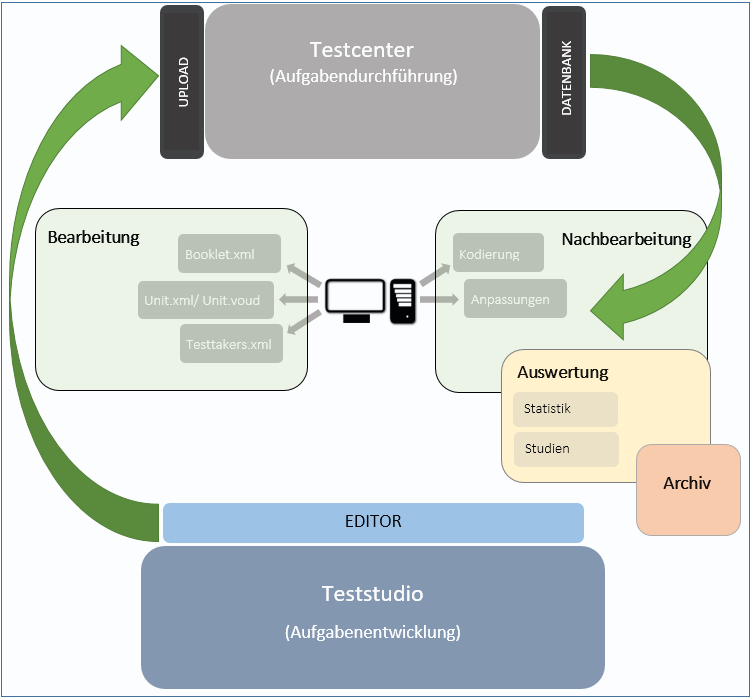 Testcenter
(Aufgabendurchführung)
UPLOAD
DATENBANK
Bearbeitung
Booklet.xml
Unit.xml/ Unit.voud
Testtakers.xml
Nachbearbeitung
Kodierung
Anpassungen
Auswertung
Statistik
Studien
Archiv
EDITOR
Teststudio
(Aufgabenentwicklung)